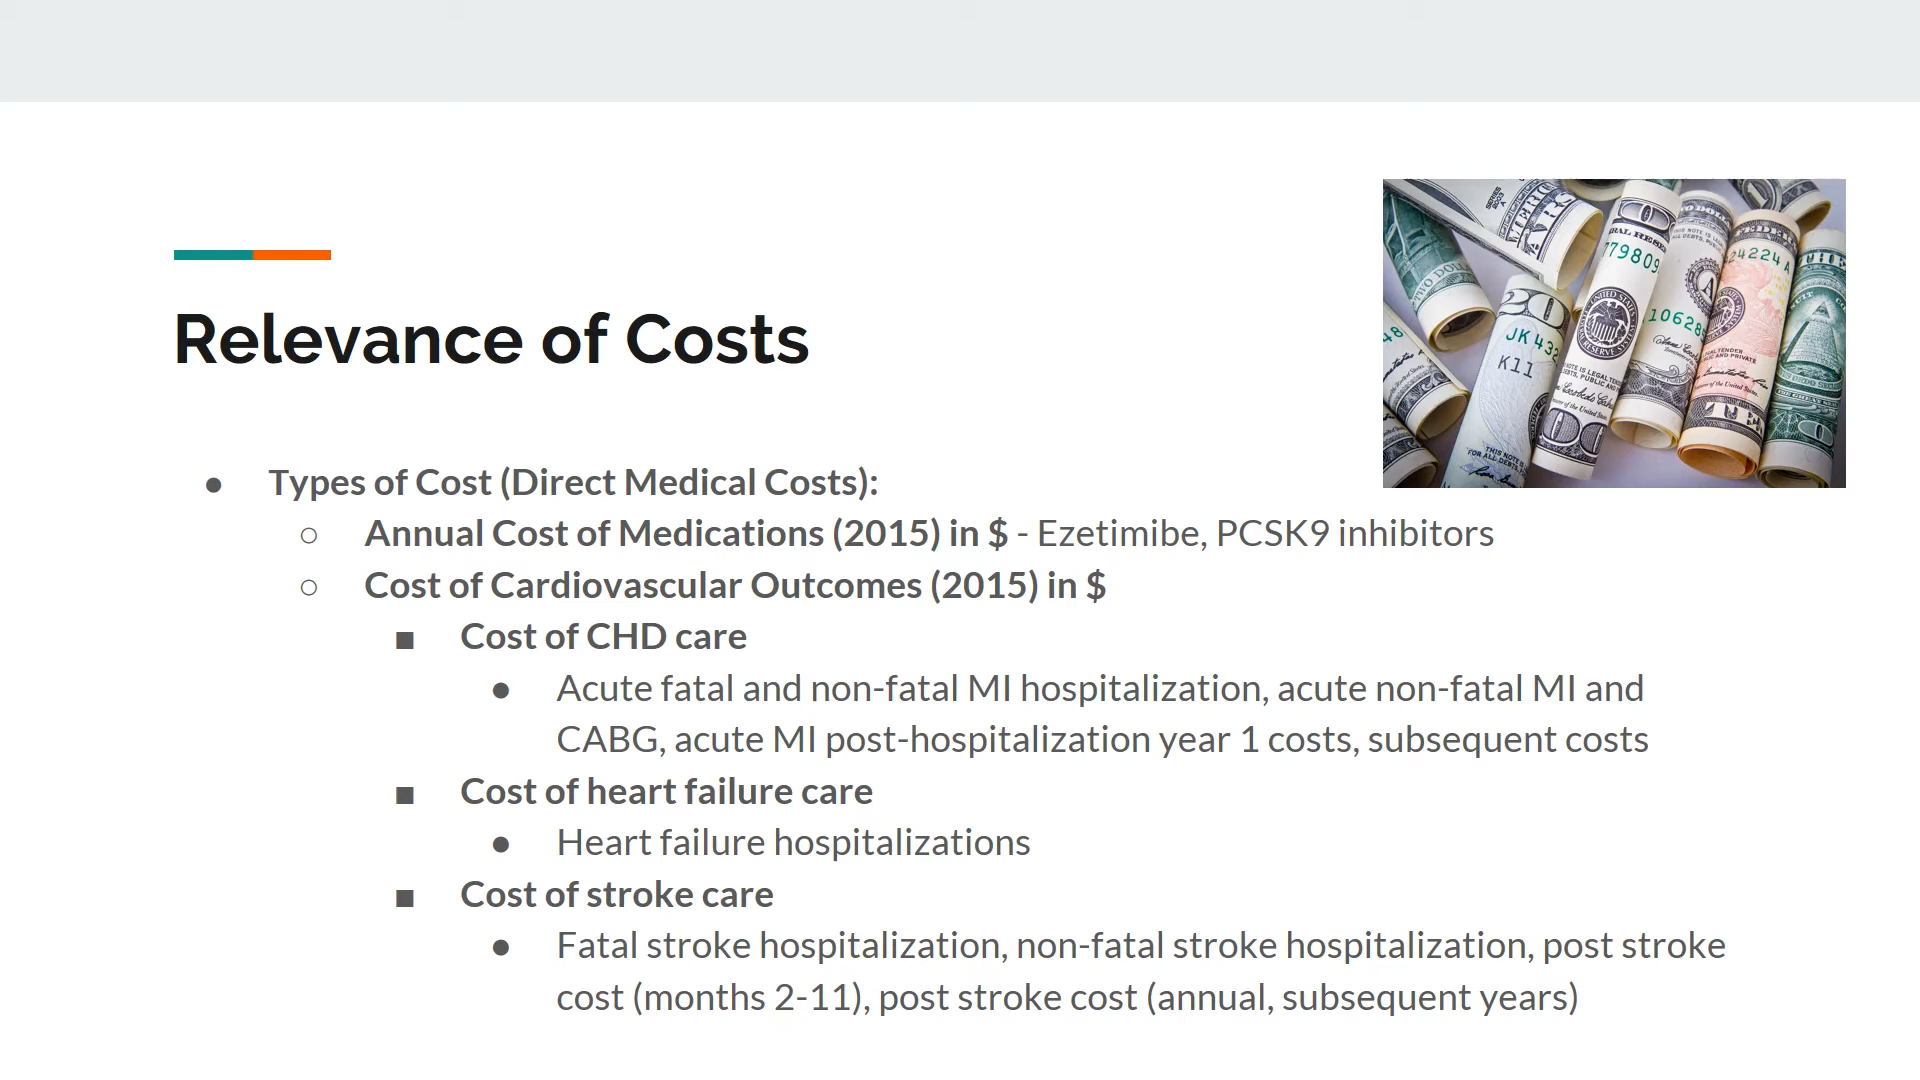 Relevance of Costs
● Types of Cost (Direct Medical Costs):
○ Annual Cost of Medications (2015) in $ - Ezetimibe, PCSK9 inhibitors
○ Cost of Cardiovascular Outcomes (2015) in $
■ Cost of CHD care
● Acute fatal and non-fatal MI hospitalization, acute non-fatal MI and
CABG, acute MI post-hospitalization year 1 costs, subsequent costs
■ Cost of heart failure care
● Heart failure hospitalizations
■ Cost of stroke care
● Fatal stroke hospitalization, non-fatal stroke hospitalization, post stroke
cost (months 2-11), post stroke cost (annual, subsequent years)